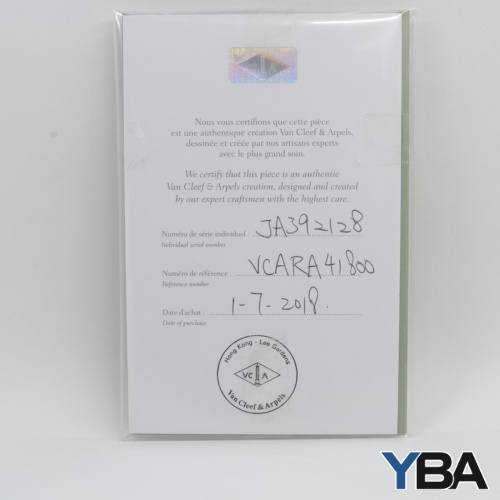 Nous vous certifions que cette pièce
est une authentique création Van Cleef & Arpels,
dessinée et créée par nos artisans experts
avec le plus grand soin.
We certify that this piece is an authentic
Van Cleef & Arpels creation, designed and created
by our expert craftsmen with the highest care.
Numéro de série individuel : JA392128
Individual serial number
Numéro de référence : VCARA41800
Reference number
Date d'achat : 1-7-2018.
Date of purchase
Hong Kong - Lee Gardens
VC A
Van Cleef & Arpels
YBA